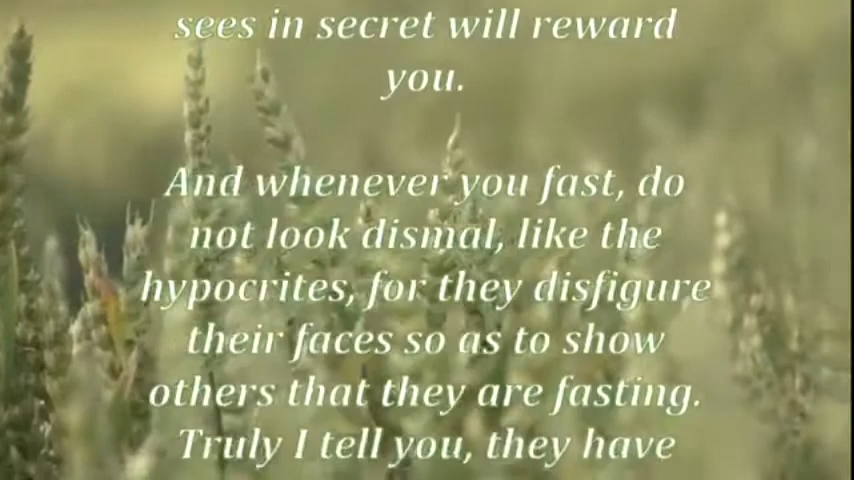 sees in secret will reward
you.
And whenever you fast, do
not look dismal, like the
hypocrites, for they disfigure
their faces so as to show
others that they are fasting.
Truly I tell you, they have